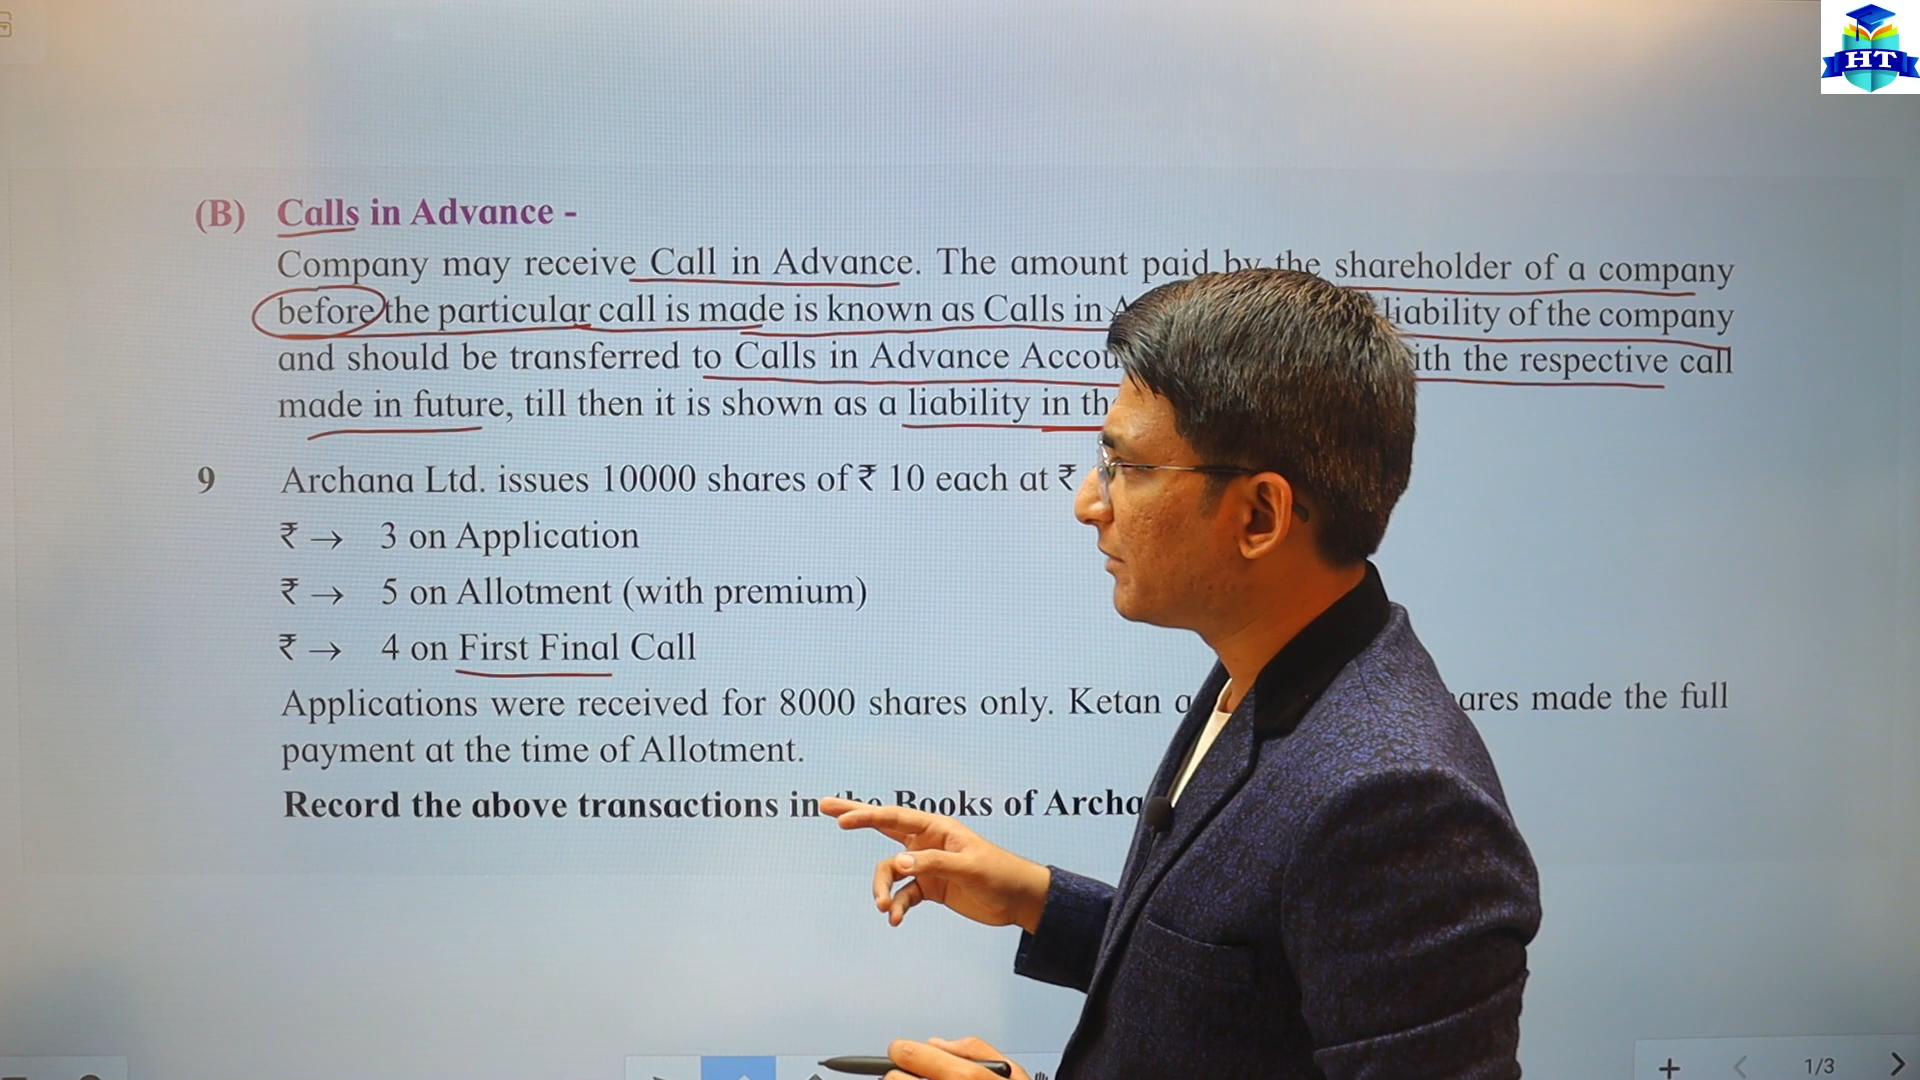 HT
(B) Calls in Advance -
Company may receive Call in Advance. The amount paid by the shareholder of a company
before the particular call is made is known as Calls in liability of the company
and should be transferred to Calls in Advance with the respective call
made in future, till then it is shown as a liability in
9 Archana Ltd. issues 10000 shares of ₹ 10 each at ₹
₹ → 3 on Application
₹ → 5 on Allotment (with premium)
₹ → 4 on First Final Call
Applications were received for 8000 shares only. Ketan made the full
payment at the time of Allotment.
Record the above transactions in the Books of
1/3